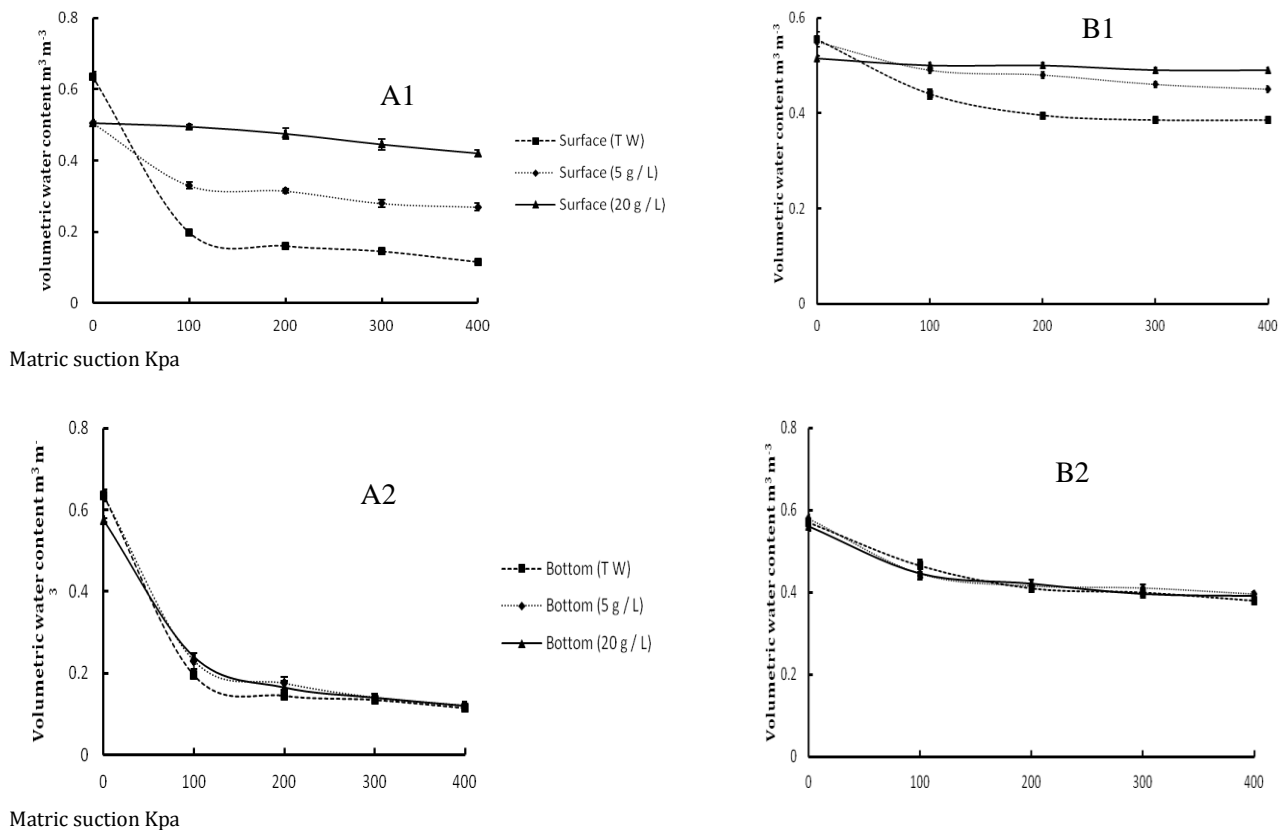 A1
volumetric water content m³ m⁻³
0.8
0.6
0.4
0.2
0
0 100 200 300 400
Surface (T W)
Surface (5 g / L)
Surface (20 g / L)
Matric suction Kpa
B1
Volumetric water content m³ m⁻³
0.6
0.4
0.2
0
0 100 200 300 400
A2
Volumetric water content m³ m⁻
3
0.8
0.6
0.4
0.2
0
0 100 200 300 400
Bottom (T W)
Bottom (5 g / L)
Bottom (20 g / L)
Matric suction Kpa
B2
Volumetric water content m³ m⁻³
0.8
0.6
0.4
0.2
0
0 100 200 300 400